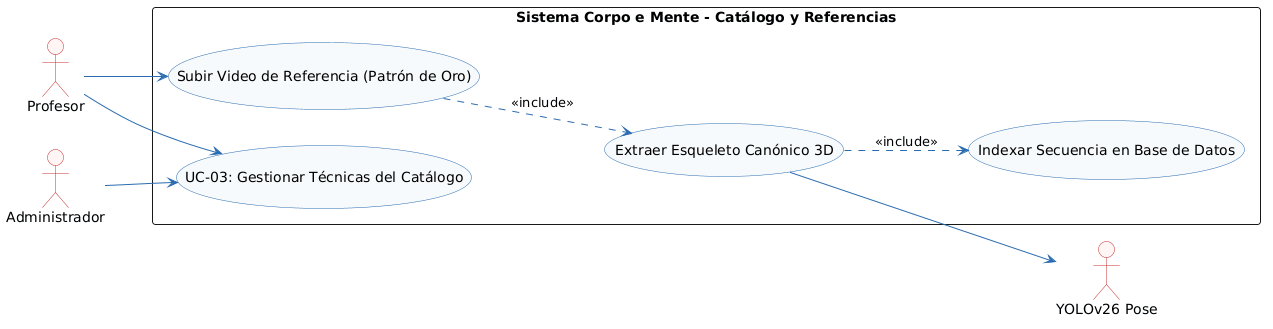 Sistema Corpo e Mente - Catálogo y Referencias
Subir Video de Referencia (Patrón de Oro)
Profesor
«include»
Extraer Esqueleto Canónico 3D
«include»
Indexar Secuencia en Base de Datos
UC-03: Gestionar Técnicas del Catálogo
Administrador
YOLOv26 Pose